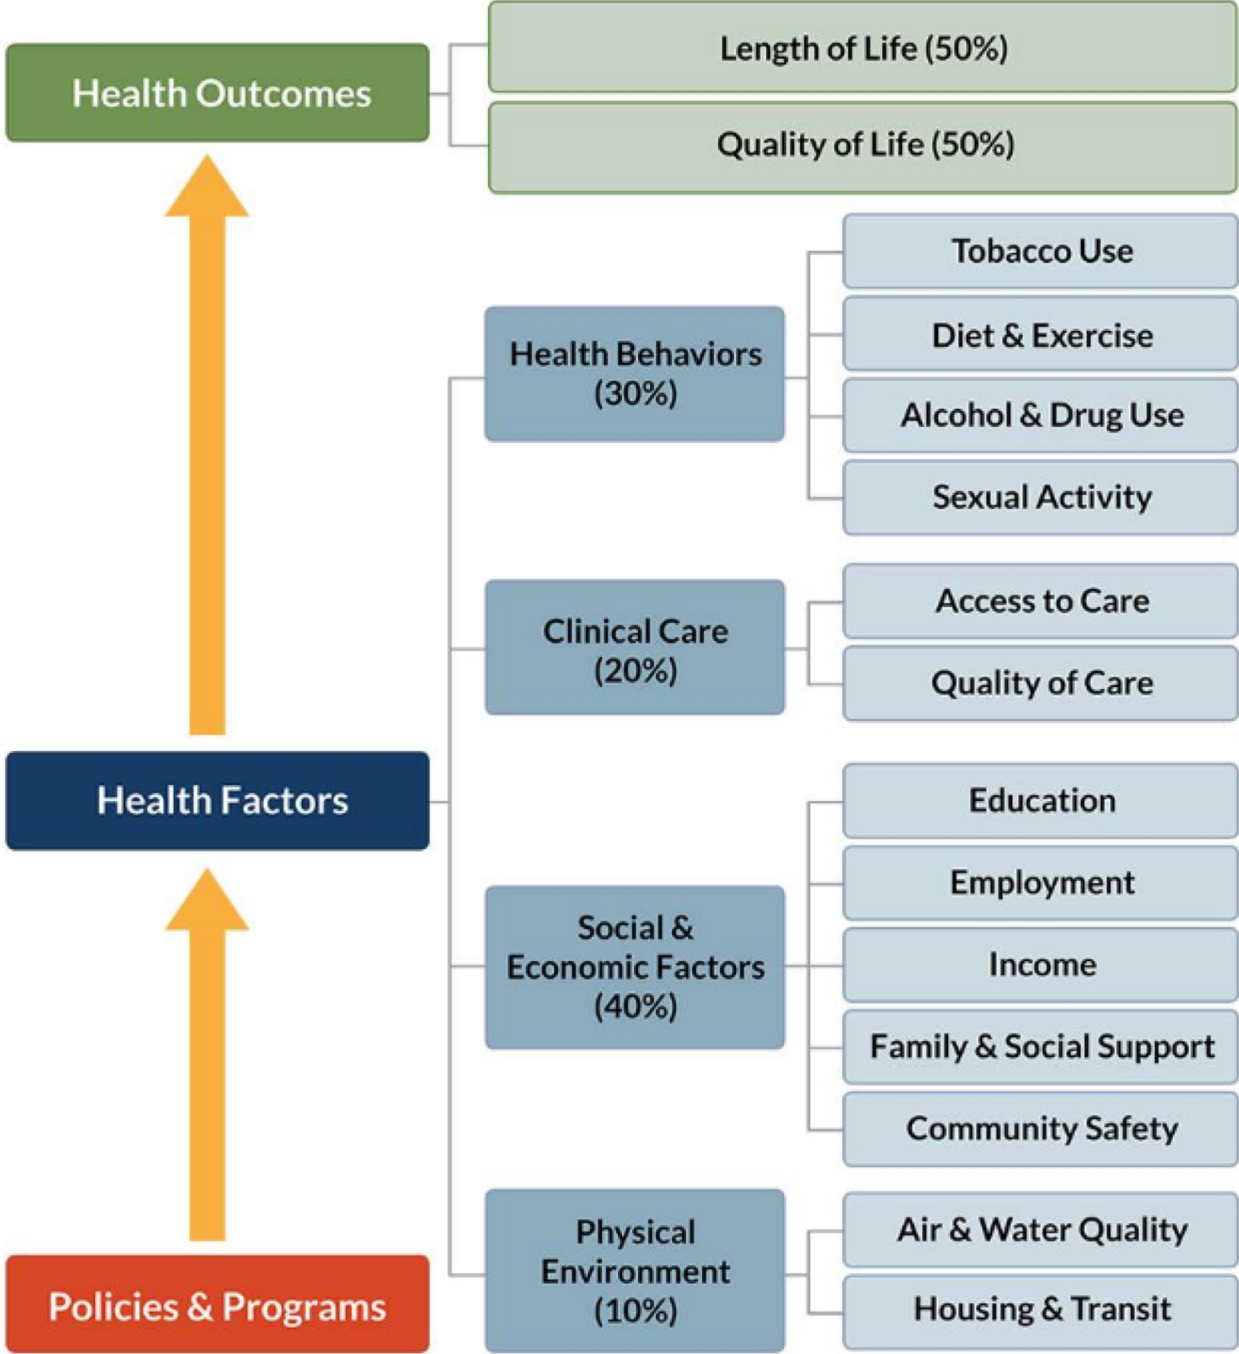 Health Outcomes
Length of Life (50%)
Quality of Life (50%)
Health Factors
Health Behaviors
(30%)
Tobacco Use
Diet & Exercise
Alcohol & Drug Use
Sexual Activity
Clinical Care
(20%)
Access to Care
Quality of Care
Social &
Economic Factors
(40%)
Education
Employment
Income
Family & Social Support
Community Safety
Physical
Environment
(10%)
Air & Water Quality
Housing & Transit
Policies & Programs